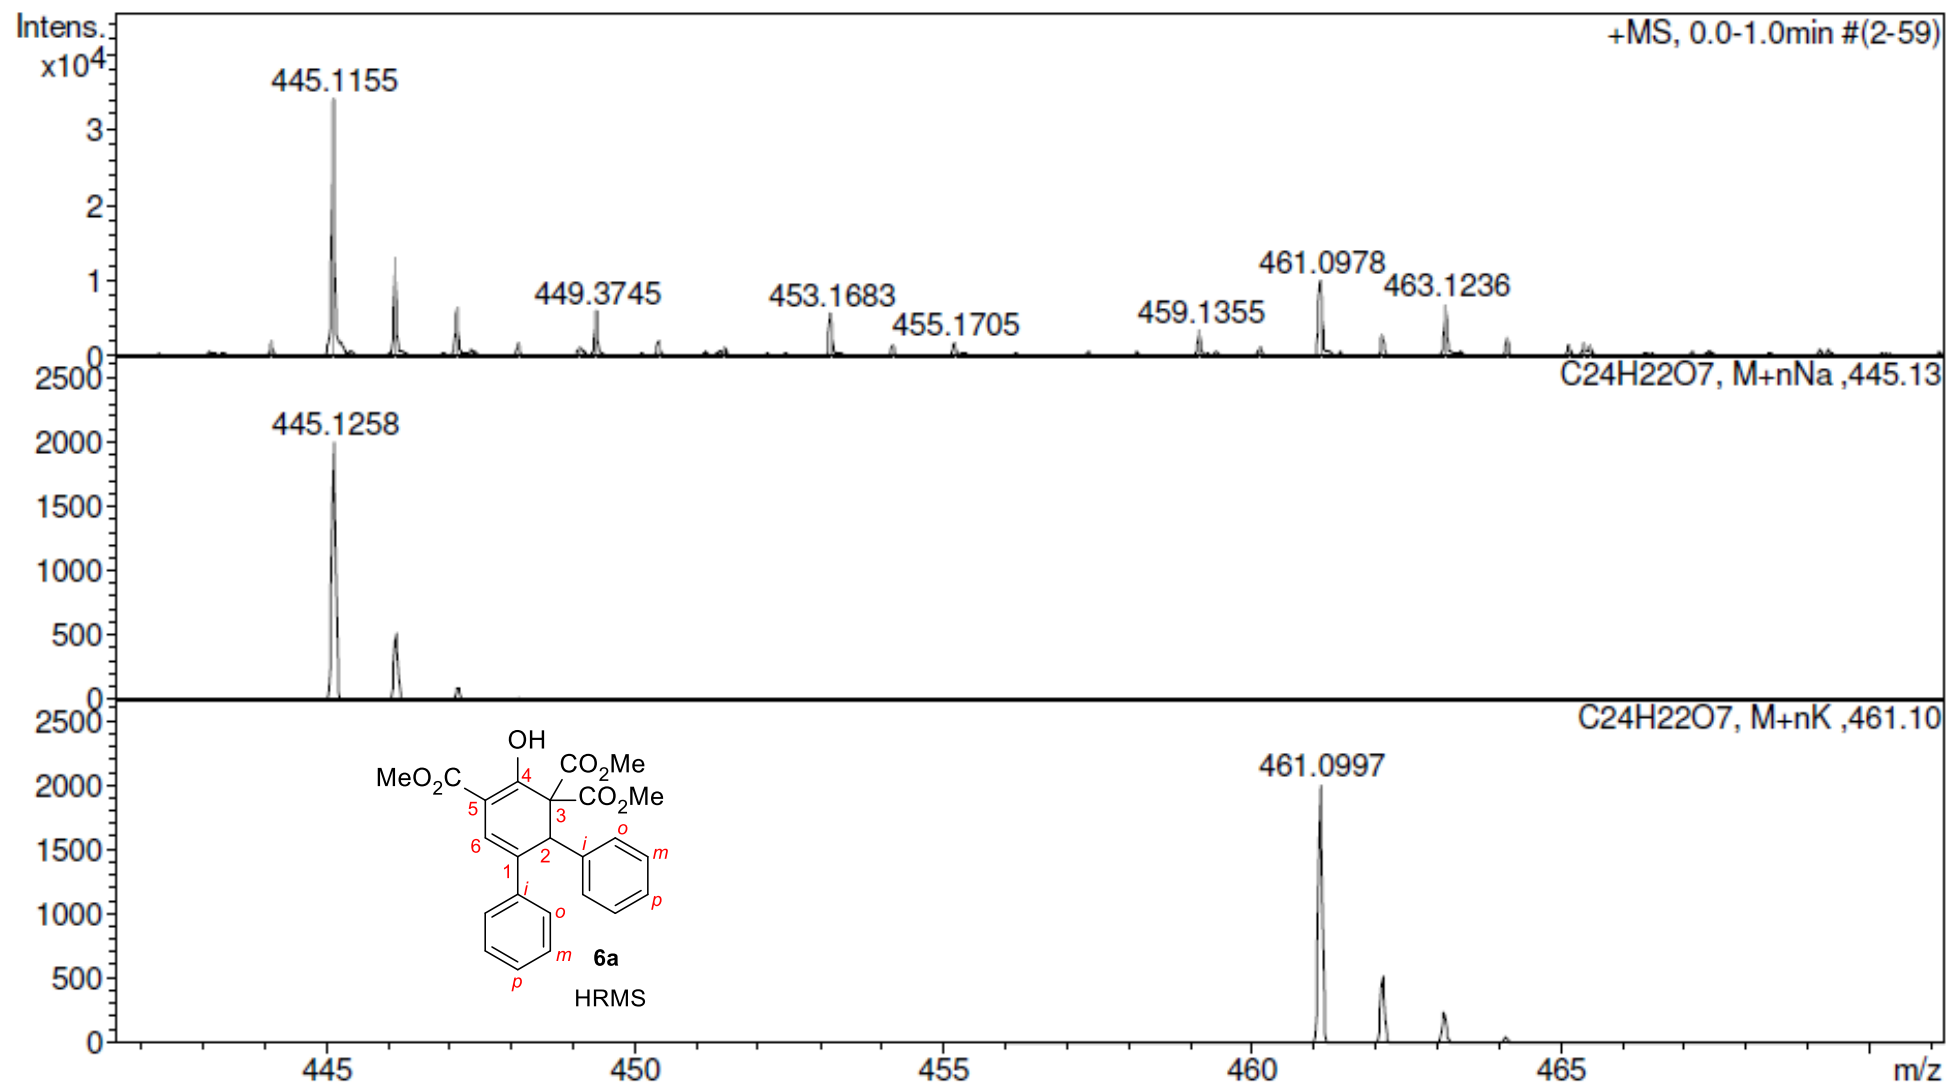 Intens.
x10^4
+MS, 0.0-1.0min #(2-59)
445.1155
3
2
1
0
449.3745
453.1683
455.1705
459.1355
461.0978
463.1236
C24H22O7, M+nNa ,445.13
2500
2000
1500
1000
500
0
445.1258
C24H22O7, M+nK ,461.10
2500
2000
1500
1000
500
0
461.0997
OH
MeO2C
CO2Me
CO2Me
4
5
3
6
2
1
i
o
m
p
i
o
m
p
6a
HRMS
445
450
455
460
465
m/z